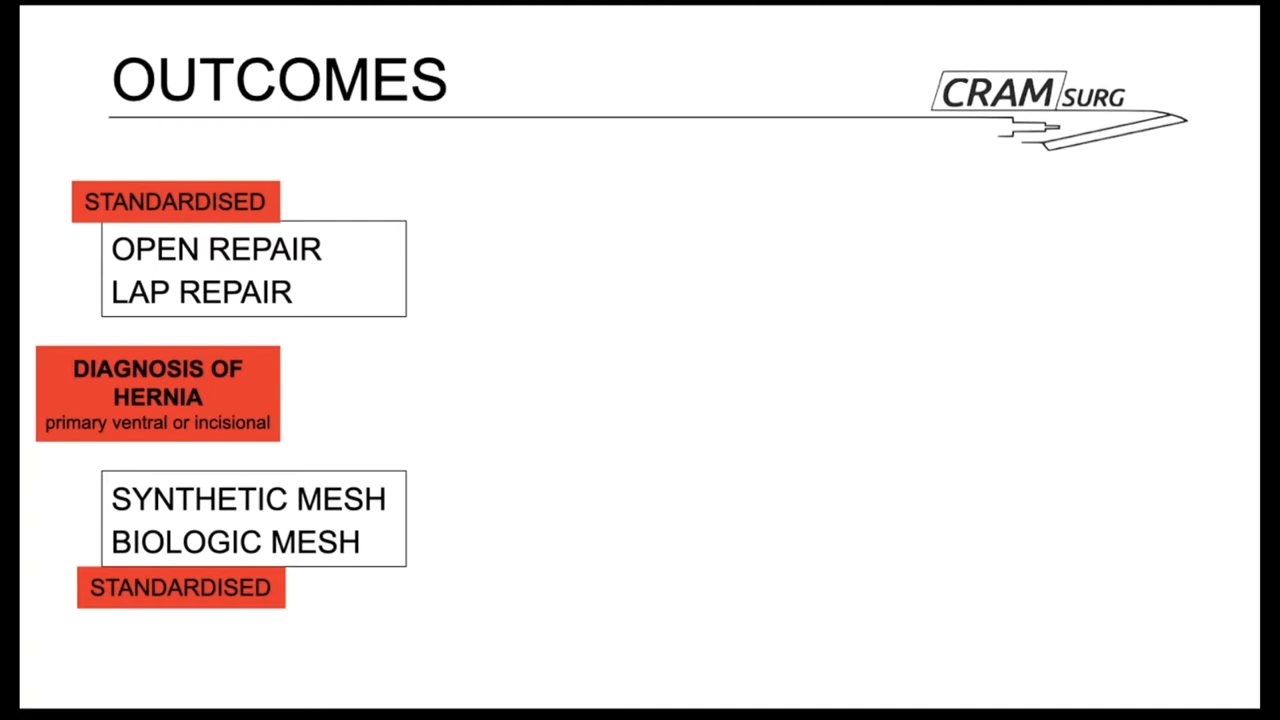 OUTCOMES
CRAM SURG
STANDARDISED
OPEN REPAIR
LAP REPAIR
DIAGNOSIS OF
HERNIA
primary ventral or incisional
SYNTHETIC MESH
BIOLOGIC MESH
STANDARDISED